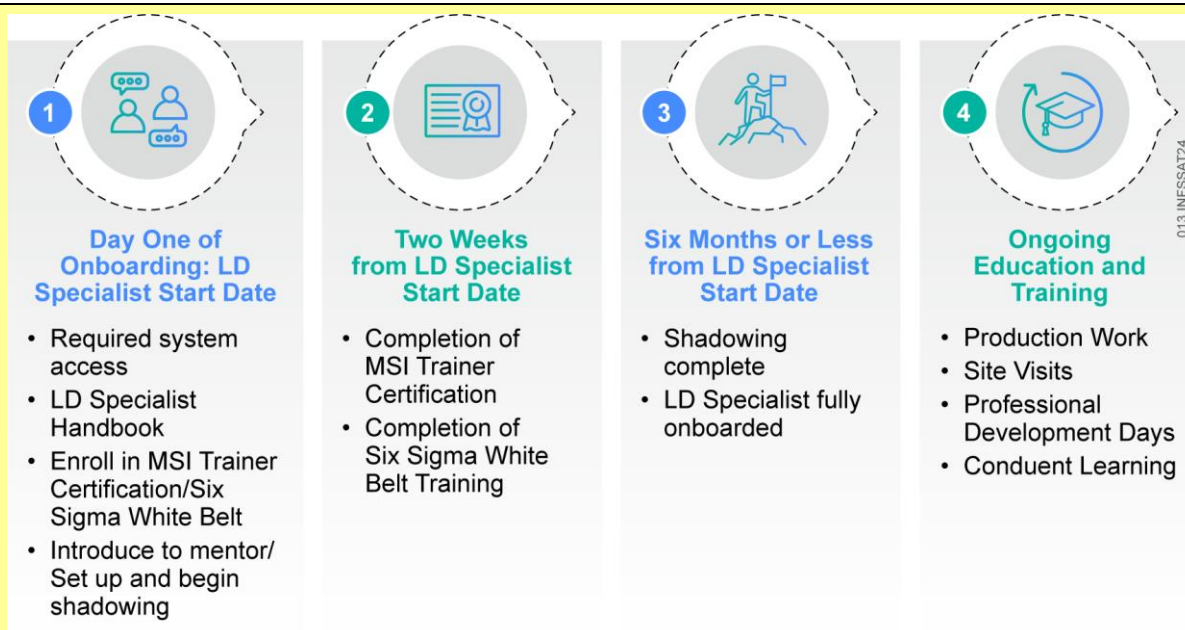 1
Day One of
Onboarding: LD
Specialist Start Date
• Required system
access
• LD Specialist
Handbook
• Enroll in MSI Trainer
Certification/Six
Sigma White Belt
• Introduce to mentor/
Set up and begin
shadowing
2
Two Weeks
from LD Specialist
Start Date
• Completion of
MSI Trainer
Certification
• Completion of
Six Sigma White
Belt Training
3
Six Months or Less
from LD Specialist
Start Date
• Shadowing
complete
• LD Specialist fully
onboarded
4
Ongoing
Education and
Training
• Production Work
• Site Visits
• Professional
Development Days
• Conduent Learning
013 INESSAT24